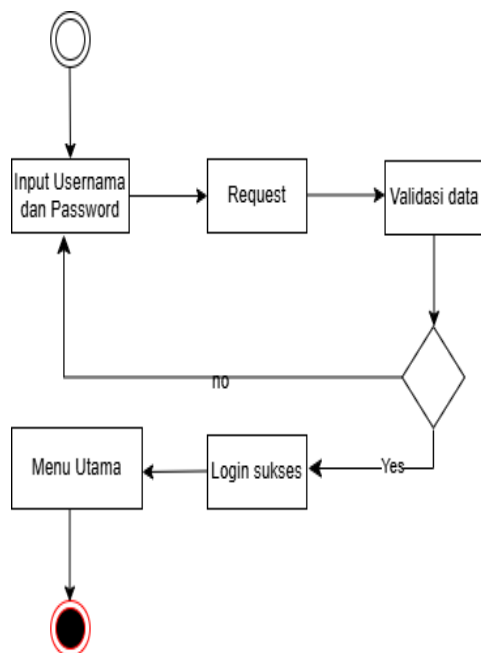 Input Usernama
dan Password
Request
Validasi data
no
Yes
Login sukses
Menu Utama